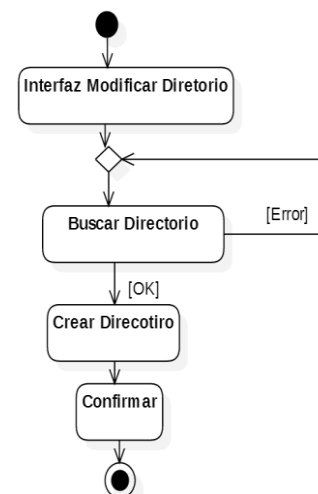 Interfaz Modificar Diretorio
Buscar Directorio
[Error]
[OK]
Crear Direcotiro
Confirmar